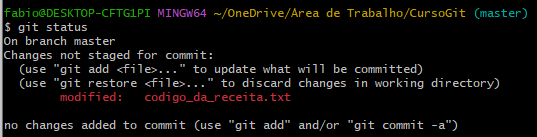 fabio@DESKTOP-CFTG1PI MINGW64 ~/OneDrive/Área de Trabalho/CursoGit (master)
$ git status
On branch master
Changes not staged for commit:
  (use "git add <file>..." to update what will be committed)
  (use "git restore <file>..." to discard changes in working directory)
        modified:   codigo_da_receita.txt

no changes added to commit (use "git add" and/or "git commit -a")